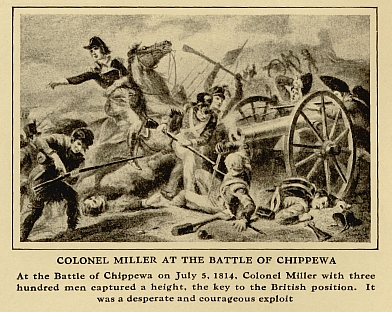 COLONEL MILLER AT THE BATTLE OF CHIPPEWA
At the Battle of Chippewa on July 5, 1814, Colonel Miller with three
hundred men captured a height, the key to the British position. It
was a desperate and courageous exploit